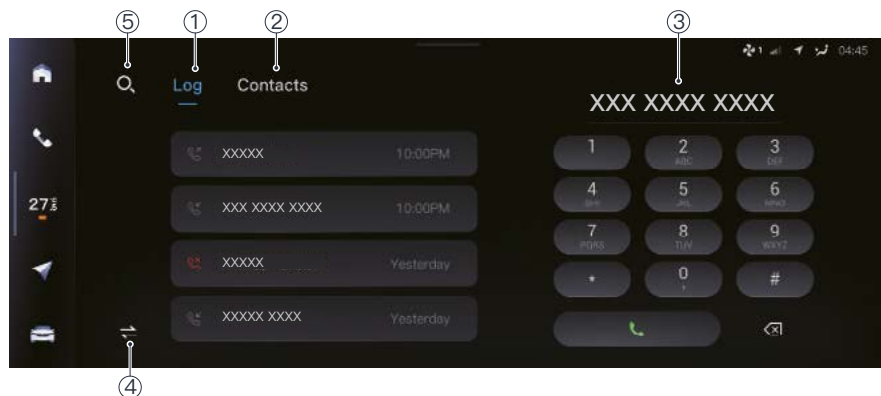 ⑤ ① ② ③
1 04:45
Log Contacts
XXX XXXX XXXX
XXXXX 10:00PM
1 2 ABC 3 DEF
27
XXX XXXX XXXX 10:00PM
4 GHI 5 JKL 6 MNO
XXXXX Yesterday
7 PQRS 8 TUV 9 WXYZ
* 0 + #
XXXXX XXXX Yesterday
④